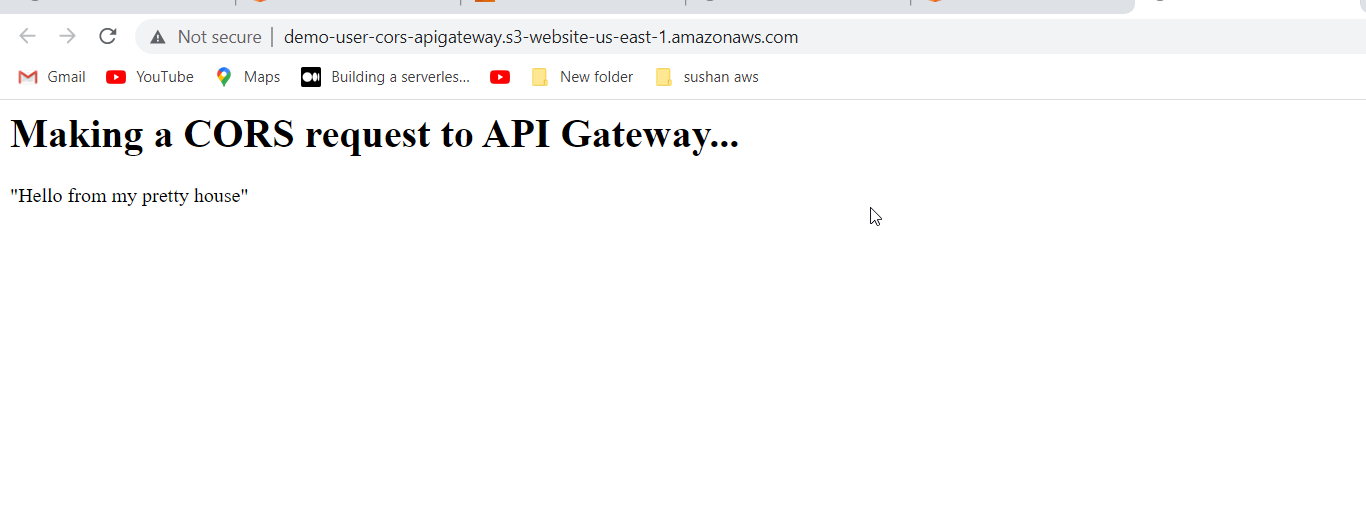 Not secure | demo-user-cors-apigateway.s3-website-us-east-1.amazonaws.com
Gmail YouTube Maps Building a serverles... New folder sushan aws
Making a CORS request to API Gateway...
"Hello from my pretty house"